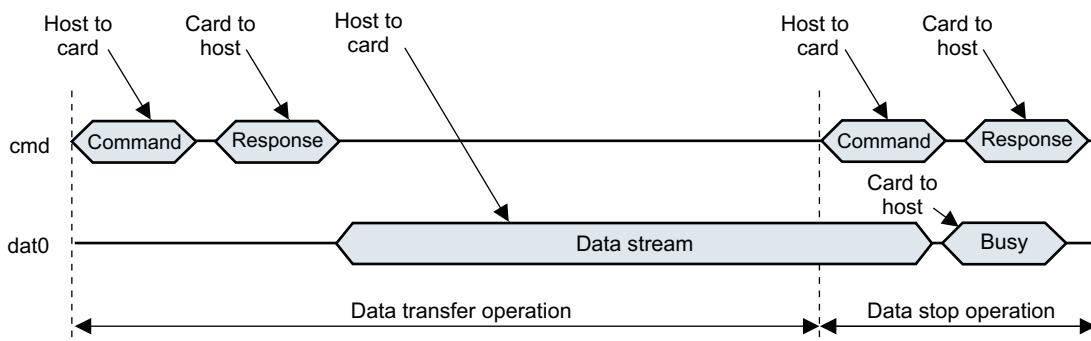 Host to
card
Card to
host
Host to
card
Host to
card
Card to
host
cmd
Command
Response
Command
Response
Card to
host
dat0
Data stream
Busy
Data transfer operation
Data stop operation